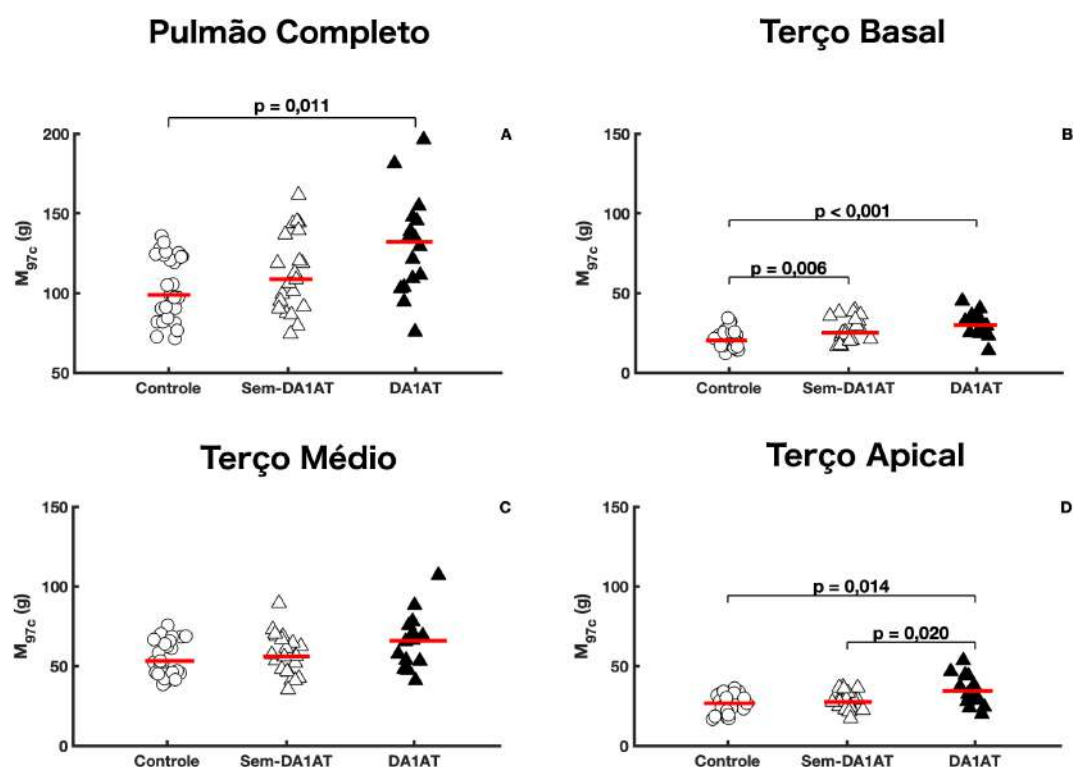 Pulmão Completo
p = 0,011
A
200
150
100
50
M97c (g)
Controle Sem-DA1AT DA1AT
Terço Basal
B
150
100
50
0
M97c (g)
p < 0,001
p = 0,006
Controle Sem-DA1AT DA1AT
Terço Médio
C
150
100
50
0
M97c (g)
Controle Sem-DA1AT DA1AT
Terço Apical
D
150
100
50
0
M97c (g)
p = 0,014
p = 0,020
Controle Sem-DA1AT DA1AT